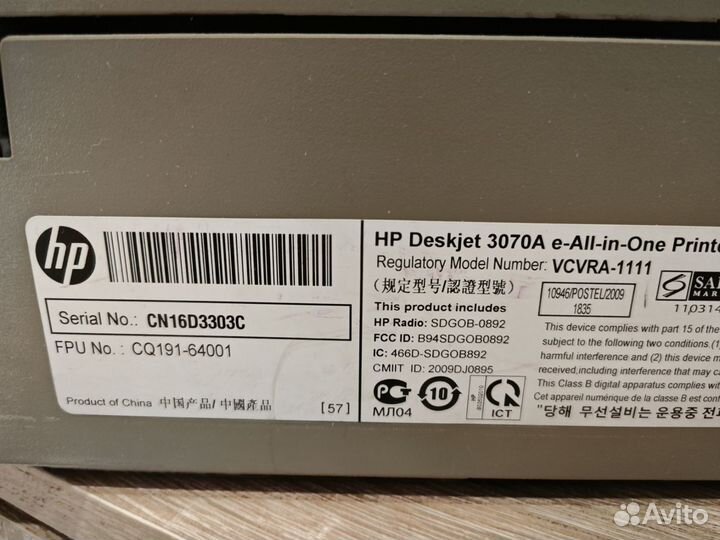 hp
Serial No.: CN16D3303C
FPU No. : CQ191-64001
Product of China 中国产品/ 中國產品 [57]
HP Deskjet 3070A e-All-in-One Printe
Regulatory Model Number: VCVRA-1111
(规定型号/認證型號)
This product includes
HP Radio: SDGOB-0892
FCC ID: B94SDGOB0892
IC: 466D-SDGOB892
CMIIT ID: 2009DJ0895
МЛ04
10
ICT
10946/POSTEL/2009
1835
This device complies with part 15 of the
subject to the following two conditions.(1)
harmful interference and (2) this device m
received,including interference that may ca
This Class B digital apparatus complies wit
Cet appareil numérique de la classe B est conf
"당해 무선설비는 운용중 전파
Avito